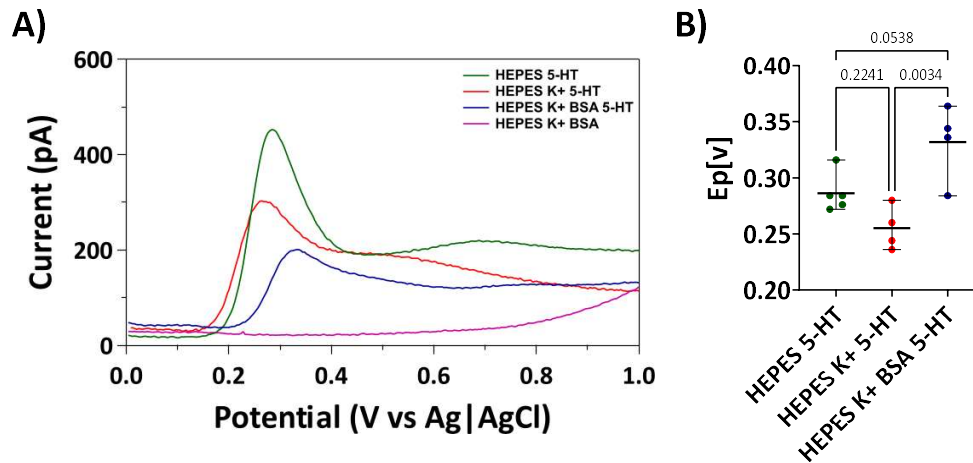 A)
600
400
200
0
Current (pA)
HEPES 5-HT
HEPES K+ 5-HT
HEPES K+ BSA 5-HT
HEPES K+ BSA
0.0 0.2 0.4 0.6 0.8 1.0
Potential (V vs Ag|AgCl)
B)
0.0538
0.2241 0.0034
0.40
0.35
0.30
0.25
0.20
Ep[v]
HEPES 5-HT
HEPES K+ 5-HT
HEPES K+ BSA 5-HT